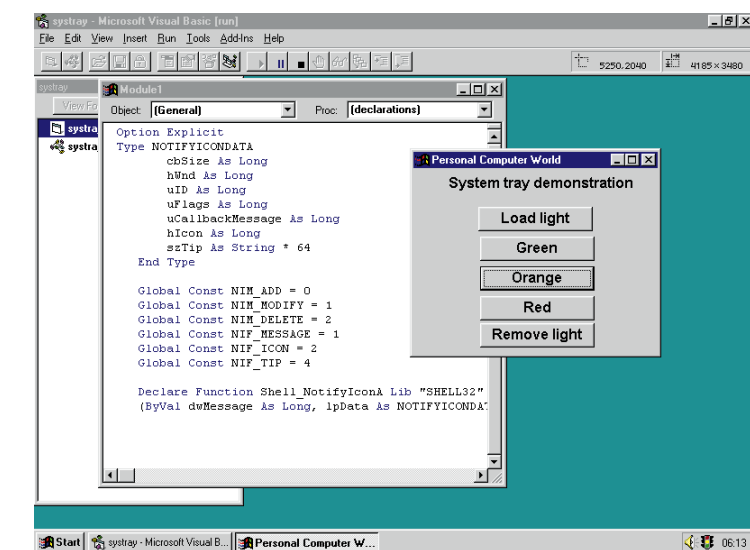 systray - Microsoft Visual Basic [run]
File Edit View Insert Run Tools Add-Ins Help
5250,2040 4185×3480
systray
View Fo
systra
systra
Module1
Object: (General) Proc: (declarations)
Option Explicit
Type NOTIFYICONDATA
cbSize As Long
hWnd As Long
uID As Long
uFlags As Long
uCallbackMessage As Long
hIcon As Long
szTip As String * 64
End Type
Global Const NIM_ADD = 0
Global Const NIM_MODIFY = 1
Global Const NIM_DELETE = 2
Global Const NIF_MESSAGE = 1
Global Const NIF_ICON = 2
Global Const NIF_TIP = 4
Declare Function Shell_NotifyIconA Lib "SHELL32"
(ByVal dwMessage As Long, lpData As NOTIFYICONDA
Personal Computer World
System tray demonstration
Load light
Green
Orange
Red
Remove light
Start systray - Microsoft Visual B... Personal Computer W... 06:13